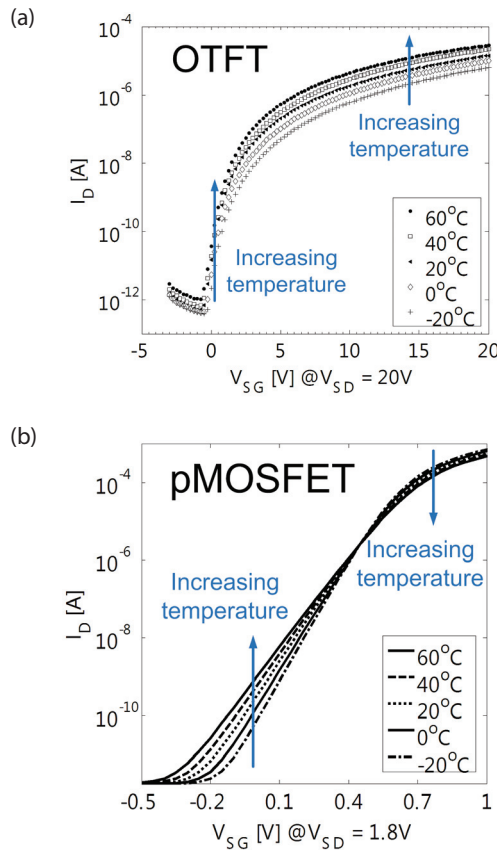 (a)
OTFT
Increasing
temperature
Increasing
temperature
I_D [A]
10⁻⁴
10⁻⁶
10⁻⁸
10⁻¹⁰
10⁻¹²
60°C
40°C
20°C
0°C
-20°C
-5 0 5 10 15 20
V_SG [V] @V_SD = 20V
(b)
pMOSFET
Increasing
temperature
Increasing
temperature
I_D [A]
10⁻⁴
10⁻⁶
10⁻⁸
10⁻¹⁰
60°C
40°C
20°C
0°C
-20°C
-0.5 -0.2 0.1 0.4 0.7 1
V_SG [V] @V_SD = 1.8V